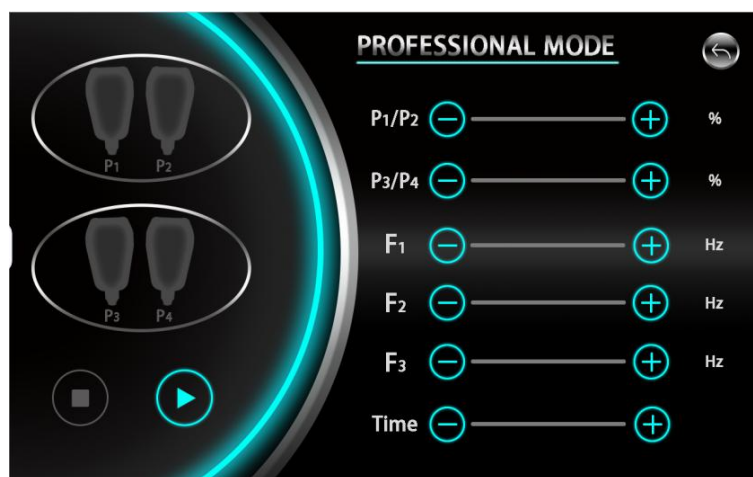 PROFESSIONAL MODE
P1 P2
P3 P4
P1/P2 %
P3/P4 %
F1 Hz
F2 Hz
F3 Hz
Time